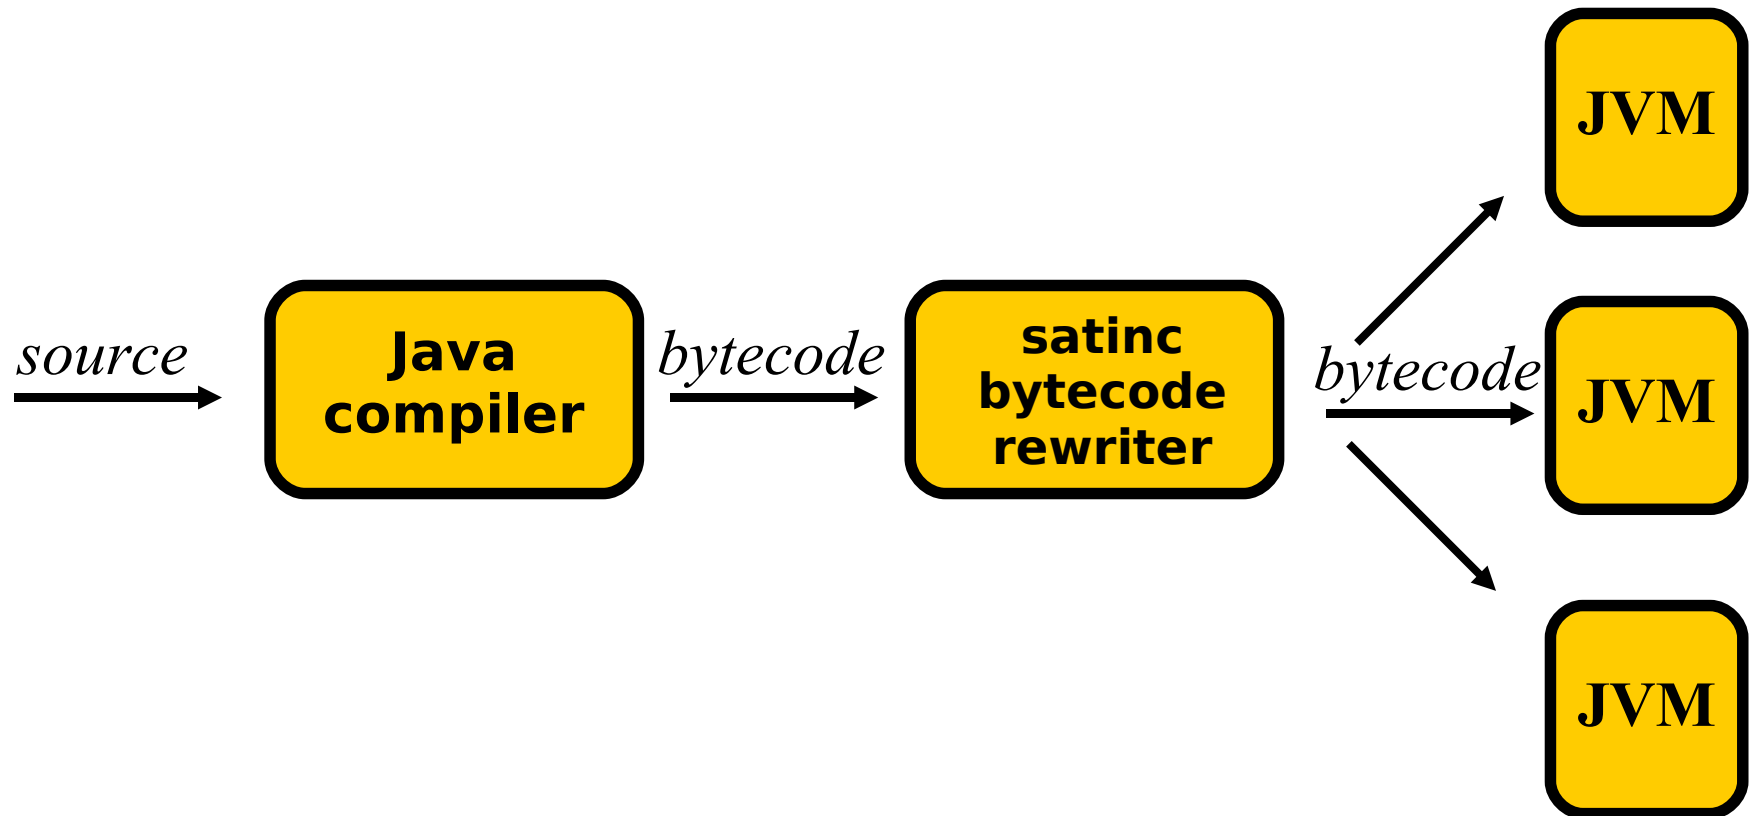 source
Java
compiler
bytecode
satinc
bytecode
rewriter
bytecode
JVM
JVM
JVM